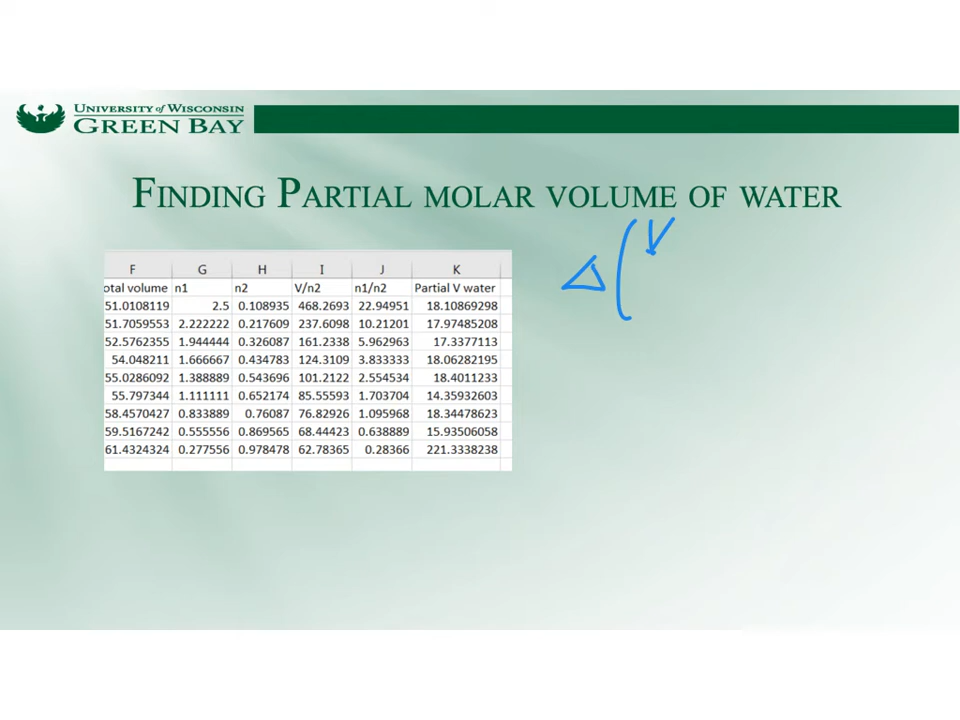 UNIVERSITY of WISCONSIN
GREEN BAY
FINDING PARTIAL MOLAR VOLUME OF WATER
Δ(V
F G H I J K
otal volume n1 n2 V/n2 n1/n2 Partial V water
51.0108119 2.5 0.108935 468.2693 22.94951 18.10869298
51.7059553 2.222222 0.217609 237.6098 10.21201 17.97485208
52.5762355 1.944444 0.326087 161.2338 5.962963 17.3377113
54.048211 1.666667 0.434783 124.3109 3.833333 18.06282195
55.0286092 1.388889 0.543696 101.2122 2.554534 18.4011233
55.797344 1.111111 0.652174 85.55593 1.703704 14.35932603
58.4570427 0.833889 0.76087 76.82926 1.095968 18.34478623
59.5167242 0.555556 0.869565 68.44423 0.638889 15.93506058
61.4324324 0.277556 0.978478 62.78365 0.28366 221.3338238